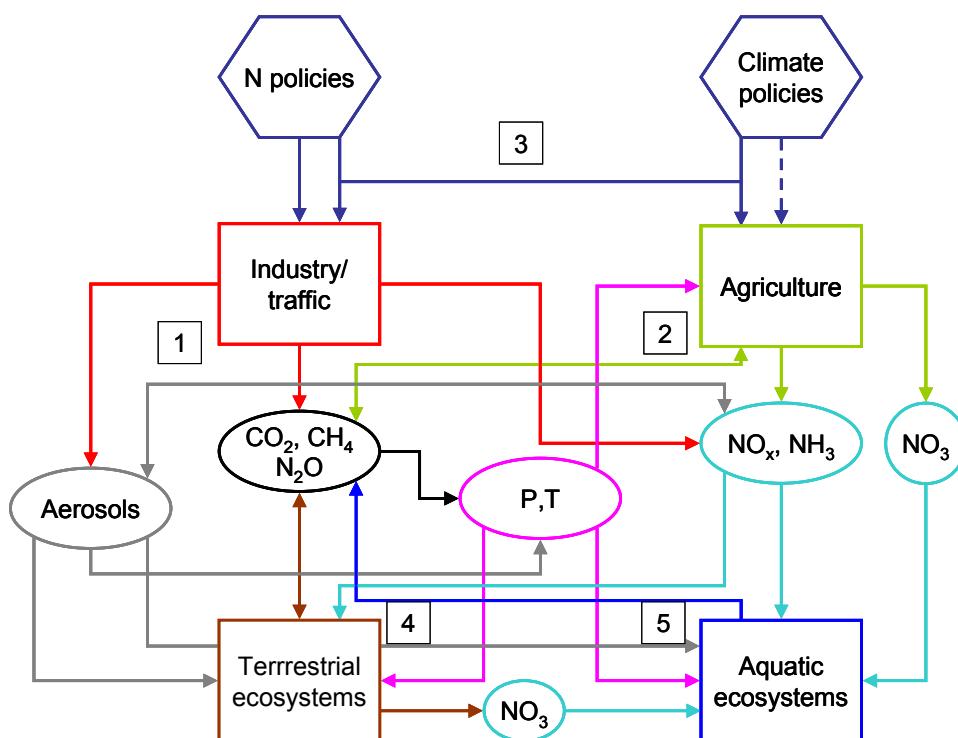 N policies
Climate
policies
3
Industry/
traffic
Agriculture
1
2
CO₂, CH₄
N₂O
NOₓ, NH₃
NO₃
Aerosols
P,T
4
5
Terrrestrial
ecosystems
Aquatic
ecosystems
NO₃